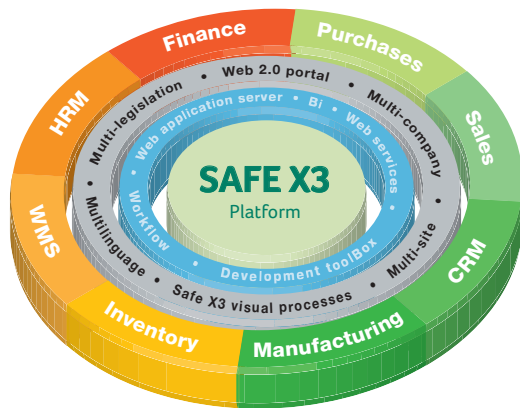 Finance
Purchases
Sales
CRM
Manufacturing
Inventory
WMS
HRM
Multi-legislation • Web 2.0 portal • Multi-company • Multi-site • Safe X3 visual processes • Multilinguage •
Web application server • Bi • Web services • Development toolBox • Workflow •
SAFE X3
Platform